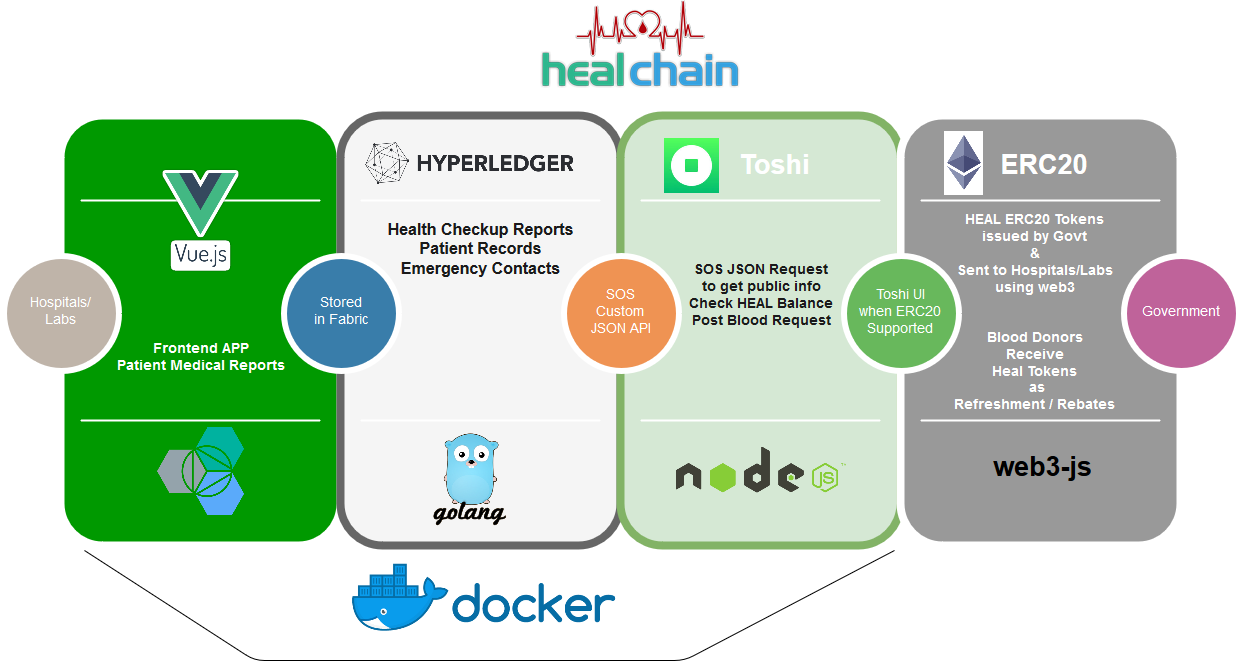 healchain
Hospitals/
Labs
Vue.js
Frontend APP
Patient Medical Reports
Stored
in Fabric
HYPERLEDGER
Health Checkup Reports
Patient Records
Emergency Contacts
golang
SOS
Custom
JSON API
Toshi
SOS JSON Request
to get public info
Check HEAL Balance
Post Blood Request
node
JS
™
Toshi UI
when ERC20
Supported
ERC20
HEAL ERC20 Tokens
issued by Govt
&
Sent to Hospitals/Labs
using web3
Blood Donors
Receive
Heal Tokens
as
Refreshment / Rebates
web3-js
Government
docker